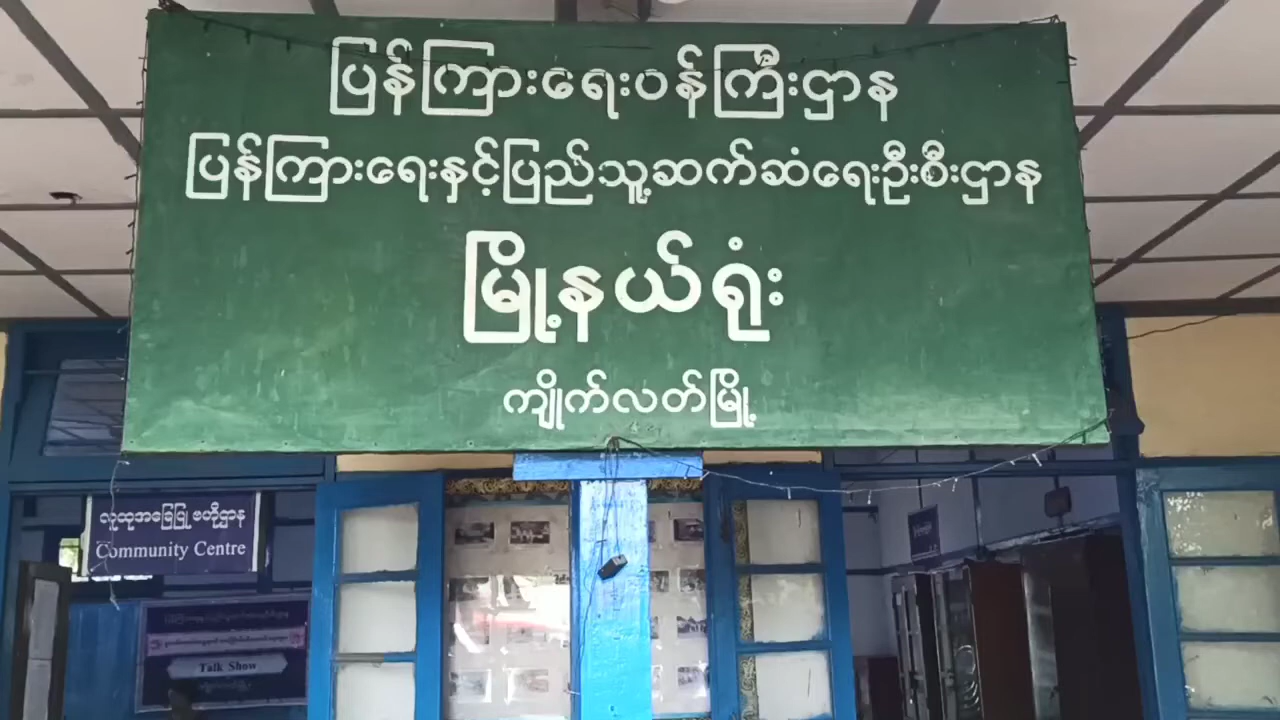 ပြန်ကြားရေးဝန်ကြီးဌာန
ပြန်ကြားရေးနှင့်ပြည်သူ့ဆက်ဆံရေးဦးစီးဌာန
မြို့နယ်ရုံး
ကျိုက်လတ်မြို့
လူထုအခြေပြု ဗဟိုဌာန
Community Centre
Talk Show